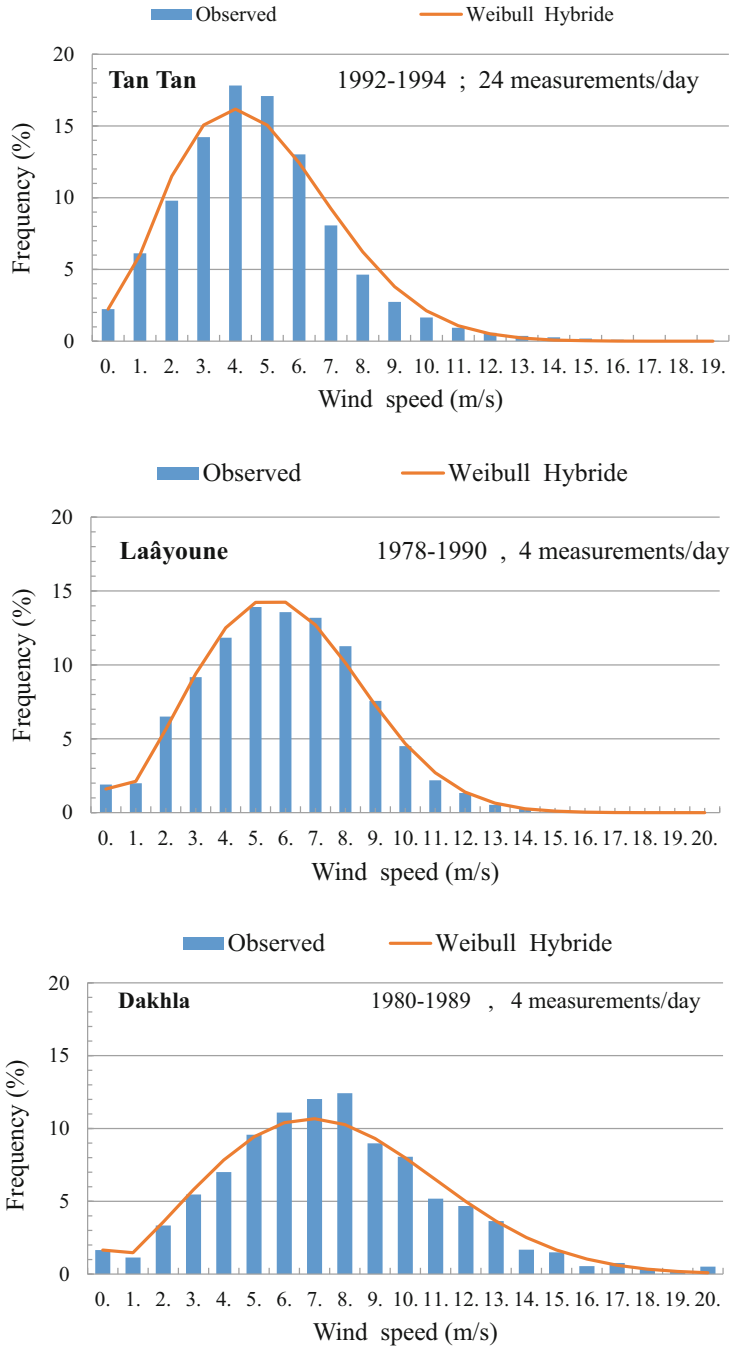 Observed Weibull Hybride
Tan Tan 1992-1994 ; 24 measurements/day
20
15
10
5
0
Frequency (%)
0. 1. 2. 3. 4. 5. 6. 7. 8. 9. 10. 11. 12. 13. 14. 15. 16. 17. 18. 19.
Wind speed (m/s)
Observed Weibull Hybride
Laâyoune 1978-1990 , 4 measurements/day
20
15
10
5
0
Frequency (%)
0. 1. 2. 3. 4. 5. 6. 7. 8. 9. 10. 11. 12. 13. 14. 15. 16. 17. 18. 19. 20.
Wind speed (m/s)
Observed Weibull Hybride
Dakhla 1980-1989 , 4 measurements/day
20
15
10
5
0
Frequency (%)
0. 1. 2. 3. 4. 5. 6. 7. 8. 9. 10. 11. 12. 13. 14. 15. 16. 17. 18. 19. 20.
Wind speed (m/s)